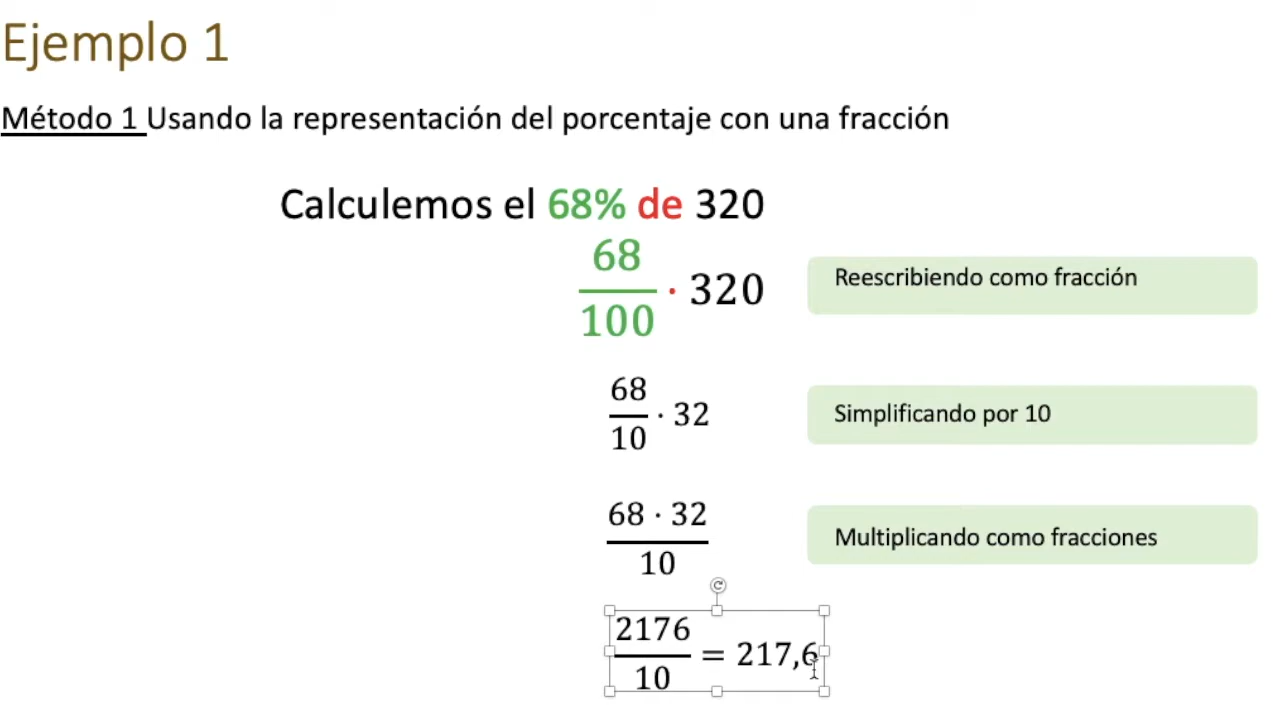 Ejemplo 1
Método 1 Usando la representación del porcentaje con una fracción
Calculemos el 68% de 320
68/100 · 320
Reescribiendo como fracción
68/10 · 32
Simplificando por 10
68 · 32/10
Multiplicando como fracciones
2176/10 = 217,6